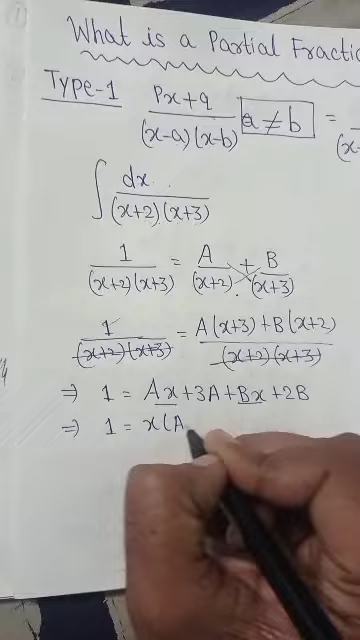 What is a Partial Fractio
Type-1 Px+q/(x-a)(x-b) a≠b = /(x-
∫ dx/(x+2)(x+3)
1/(x+2)(x+3) = A/(x+2) + B/(x+3)
1/(x+2)(x+3) = A(x+3)+B(x+2)/(x+2)(x+3)
⇒ 1 = Ax+3A+Bx+2B
⇒ 1 = x(A